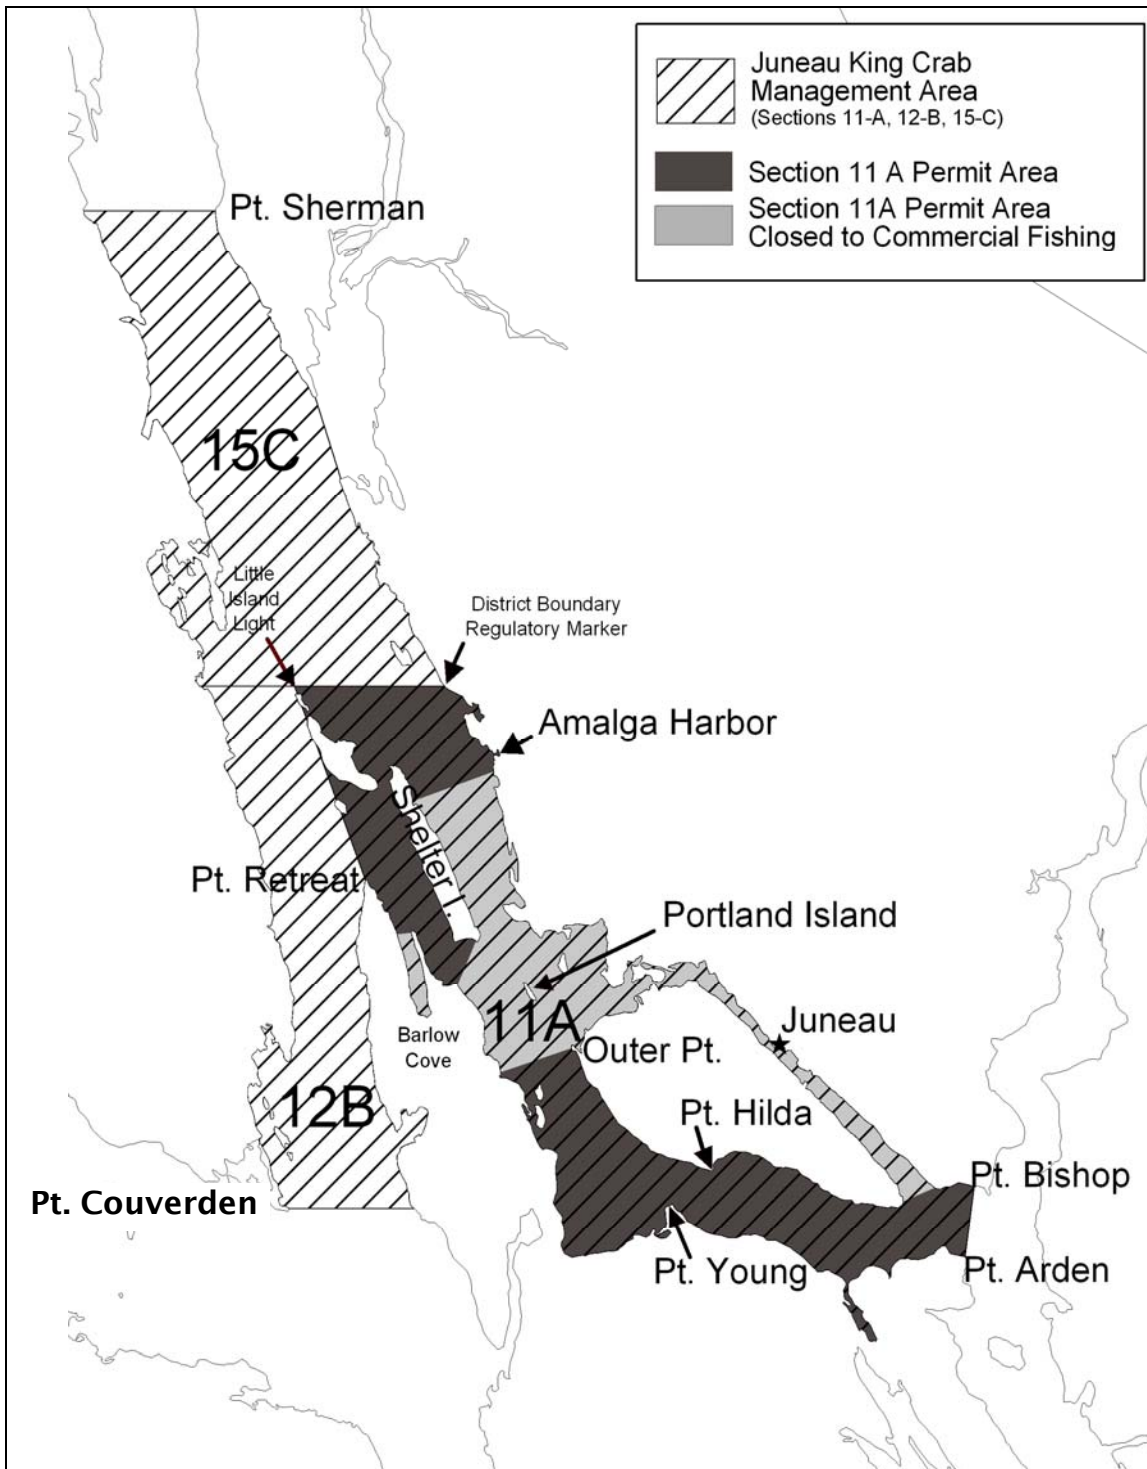 Juneau King Crab
Management Area
(Sections 11-A, 12-B, 15-C)
Section 11 A Permit Area
Section 11A Permit Area
Closed to Commercial Fishing
Pt. Sherman
15C
Little
Island
Light
District Boundary
Regulatory Marker
Amalga Harbor
Shelter I.
Pt. Retreat
Portland Island
11A
Juneau
Barlow
Cove
Outer Pt.
12B
Pt. Hilda
Pt. Bishop
Pt. Couverden
Pt. Young
Pt. Arden